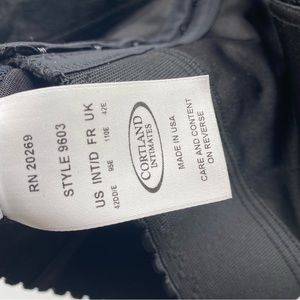 RN 20269
STYLE 9603
US INTID FR UK
42DD/E 95E 110E 42E
CORTLAND
INTIMATES
MADE IN USA
CARE AND CONTENT
ON REVERSE